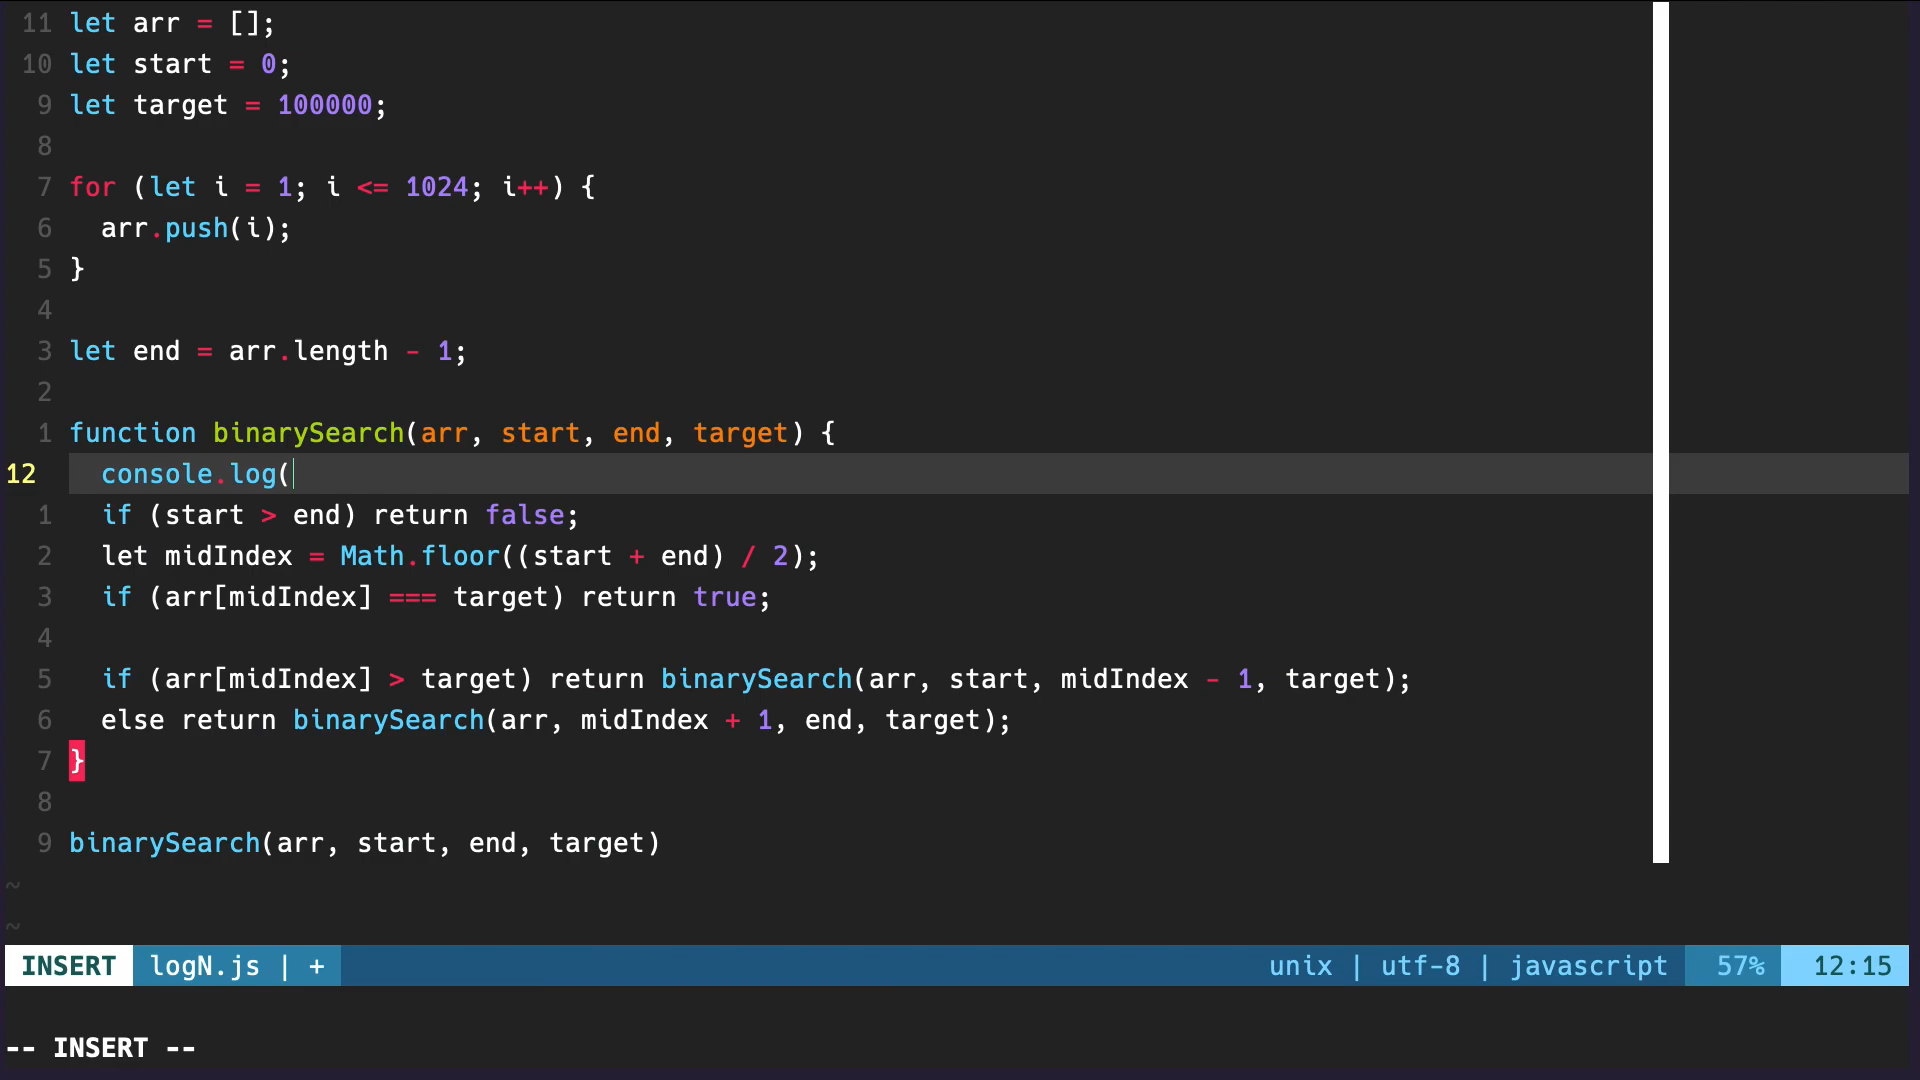 11 let arr = [];
10 let start = 0;
9 let target = 100000;
8
7 for (let i = 1; i <= 1024; i++) {
6   arr.push(i);
5 }
4
3 let end = arr.length - 1;
2
1 function binarySearch(arr, start, end, target) {
12   console.log(
1   if (start > end) return false;
2   let midIndex = Math.floor((start + end) / 2);
3   if (arr[midIndex] === target) return true;
4
5   if (arr[midIndex] > target) return binarySearch(arr, start, midIndex - 1, target);
6   else return binarySearch(arr, midIndex + 1, end, target);
7 }
8
9 binarySearch(arr, start, end, target)
~
~
INSERT logN.js | + unix | utf-8 | javascript 57% 12:15
-- INSERT --